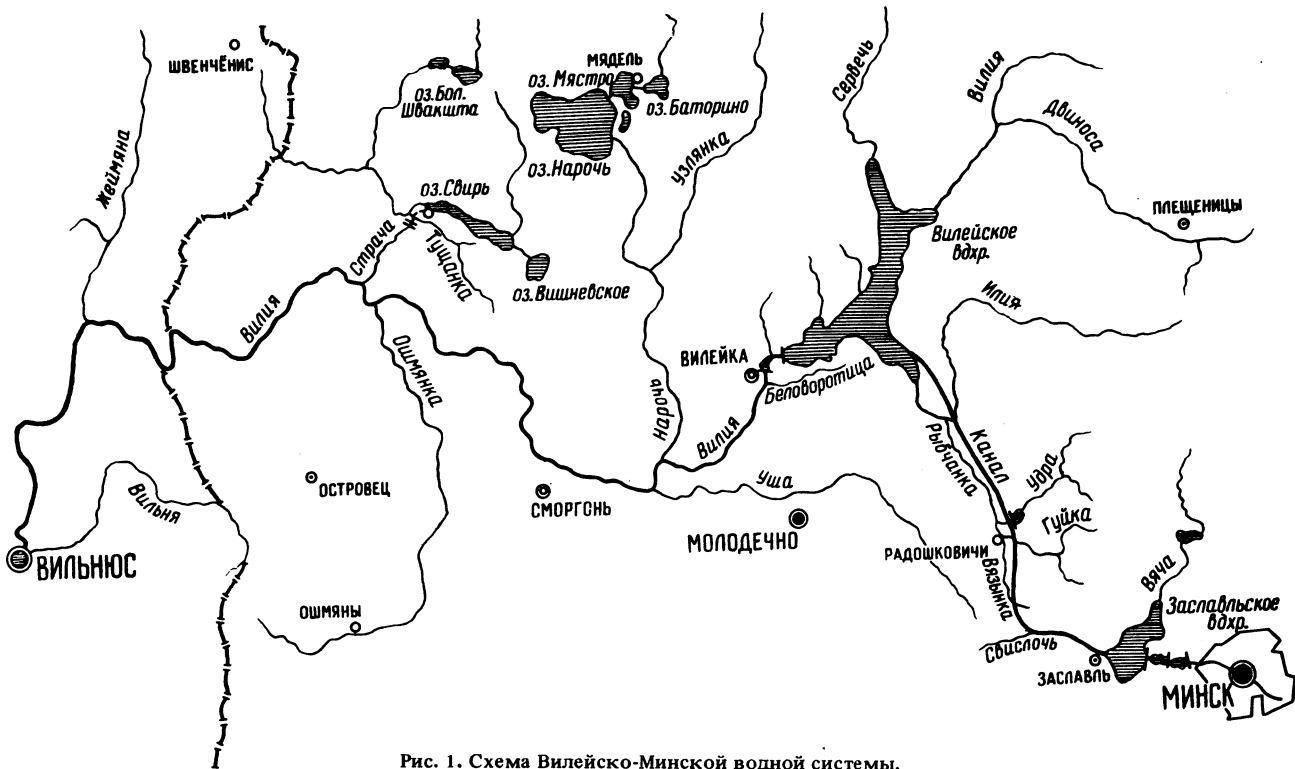 ШВЕНЧЁНИС
Жеймяна
оз. Бол.
Швакшта
МЯДЕЛЬ
оз. Мястро
оз. Баторино
оз. Нарочь
Узлянка
Сервечь
Вилия
Двиноса
ПЛЕЩЕНИЦЫ
оз. Свирь
Страча
Тущанка
оз. Вишневское
Вилейское
вдхр.
Илия
Вилия
Ошмянка
ВИЛЕЙКА
Беловоротица
Нарочь
Вилия
Рыбчанка
Канал
Удра
Гуйка
ОСТРОВЕЦ
СМОРГОНЬ
Уша
МОЛОДЕЧНО
РАДОШКОВИЧИ
Вязынка
Вильня
ВИЛЬНЮС
ОШМЯНЫ
Вяча
Заславльское
вдхр.
Свислочь
ЗАСЛАВЛЬ
МИНСК
Рис. 1. Схема Вилейско-Минской водной системы.